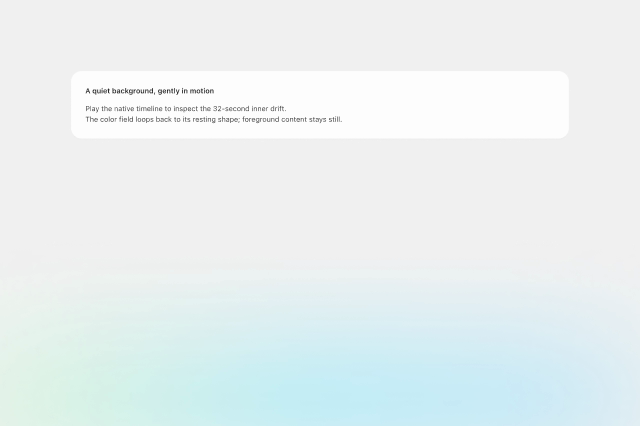 A quiet background, gently in motion
Play the native timeline to inspect the 32-second inner drift.
The color field loops back to its resting shape; foreground content stays still.